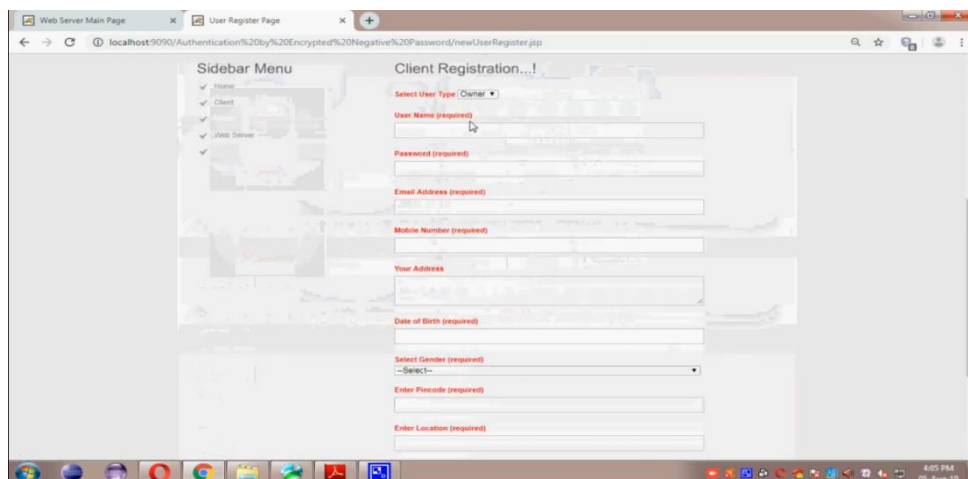 Web Server Main Page
User Register Page
localhost:9090/Authentication%20by%20Encrypted%20Negative%20Password/newUserRegister.jsp
Sidebar Menu
Home
Client
Web Server
Client Registration...!
Select User Type Owner
User Name (required)
Password (required)
Email Address (required)
Mobile Number (required)
Your Address
Date of Birth (required)
Select Gender (required)
--Select--
Enter Pincode (required)
Enter Location (required)
4:05 PM